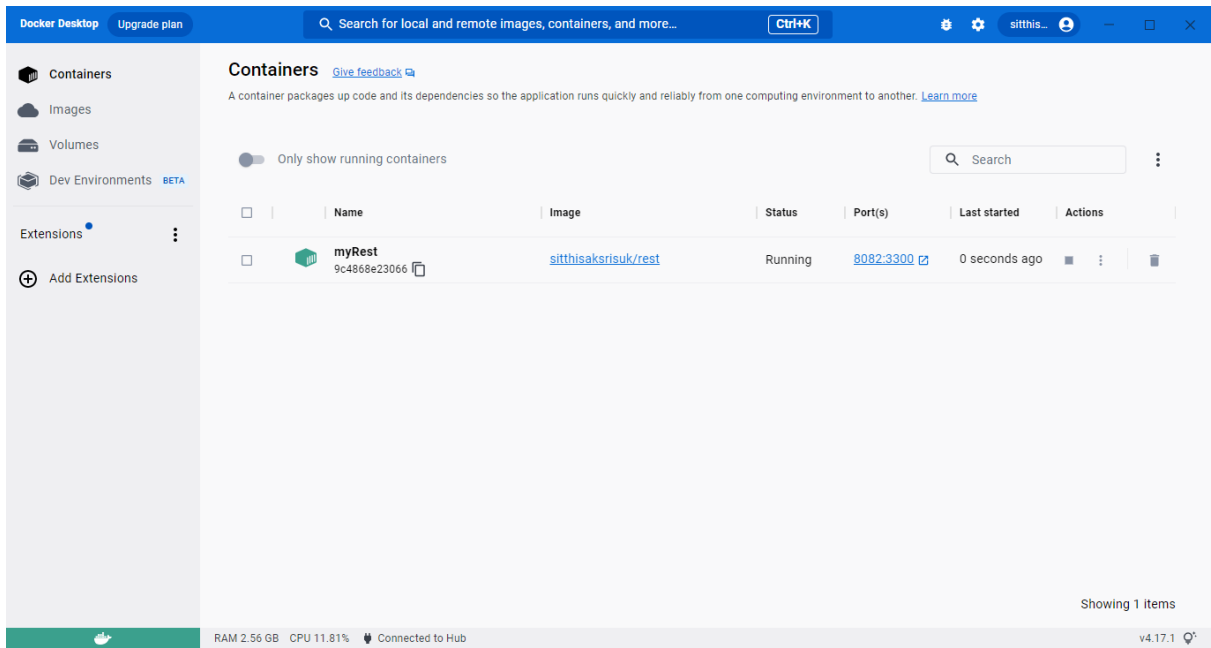 Docker Desktop Upgrade plan Search for local and remote images, containers, and more... Ctrl+K sitthis...
Containers
Images
Volumes
Dev Environments BETA
Extensions
Add Extensions
Containers Give feedback
A container packages up code and its dependencies so the application runs quickly and reliably from one computing environment to another. Learn more
Only show running containers Search
Name Image Status Port(s) Last started Actions
myRest
9c4868e23066 sitthisaksrisuk/rest Running 8082:3300 0 seconds ago
Showing 1 items
RAM 2.56 GB CPU 11.81% Connected to Hub v4.17.1